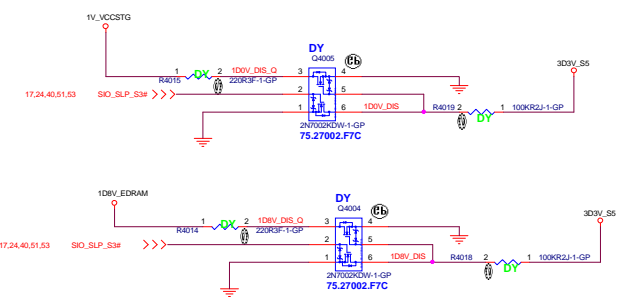 1V_VCCSTG
DY
Q4005
3D3V_S5
R4015
1
DY
2
1D0V_DIS_Q
220R3F-1-GP
3
4
17,24,40,51,53
SIO_SLP_S3#
2
5
1
6
1D0V_DIS
R4019
2
1
100KR2J-1-GP
DY
2N7002KDW-1-GP
75.27002.F7C
1D8V_EDRAM
DY
Q4004
3D3V_S5
R4014
1
DY
2
1D8V_DIS_Q
220R3F-1-GP
3
4
17,24,40,51,53
SIO_SLP_S3#
2
5
1
6
1D8V_DIS
R4018
2
1
100KR2J-1-GP
DY
2N7002KDW-1-GP
75.27002.F7C